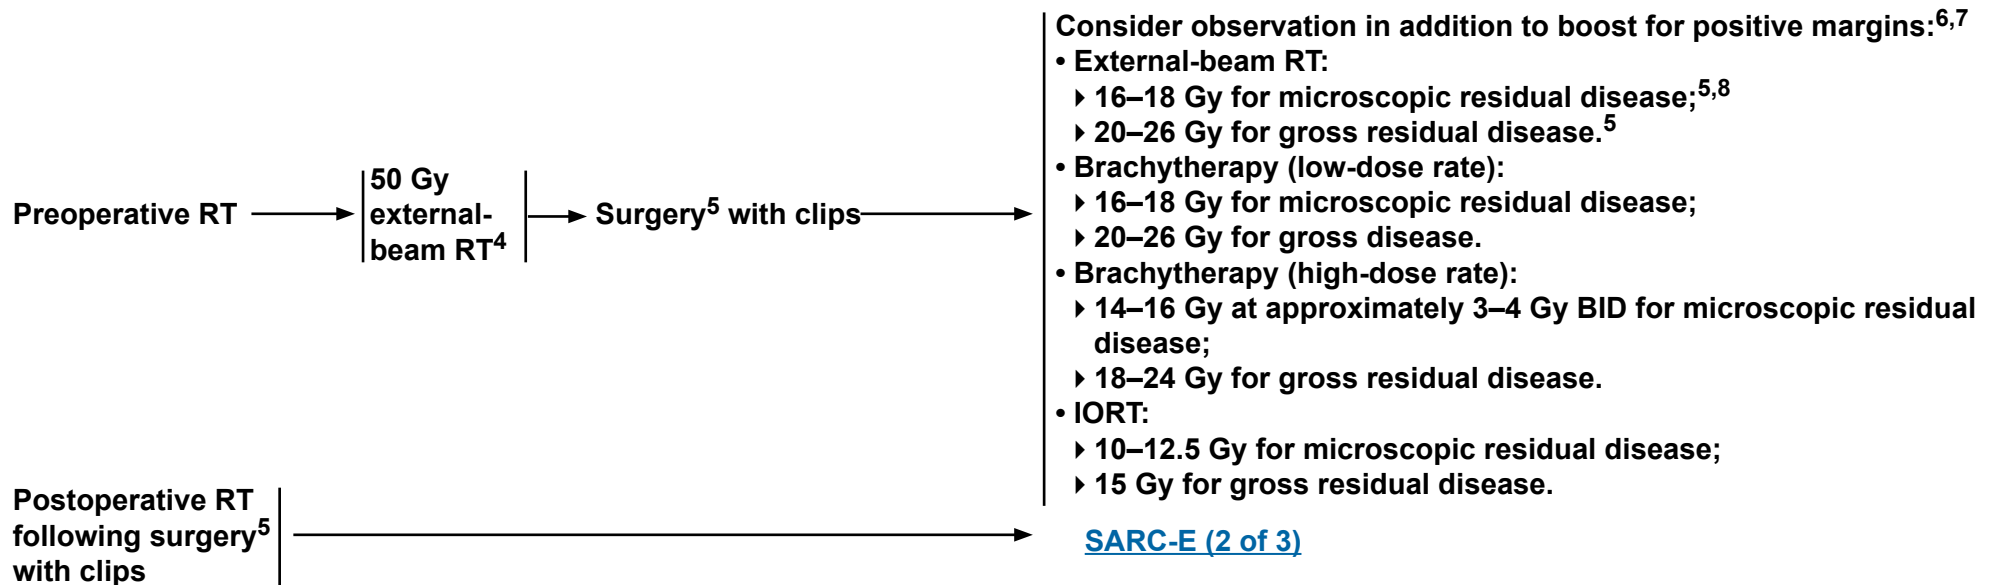 Preoperative RT
50 Gy
external-
beam RT4
Surgery5 with clips
Consider observation in addition to boost for positive margins:6,7
• External-beam RT:
16–18 Gy for microscopic residual disease;5,8
20–26 Gy for gross residual disease.5
• Brachytherapy (low-dose rate):
16–18 Gy for microscopic residual disease;
20–26 Gy for gross disease.
• Brachytherapy (high-dose rate):
14–16 Gy at approximately 3–4 Gy BID for microscopic residual
disease;
18–24 Gy for gross residual disease.
• IORT:
10–12.5 Gy for microscopic residual disease;
15 Gy for gross residual disease.
Postoperative RT
following surgery5
with clips
SARC-E (2 of 3)